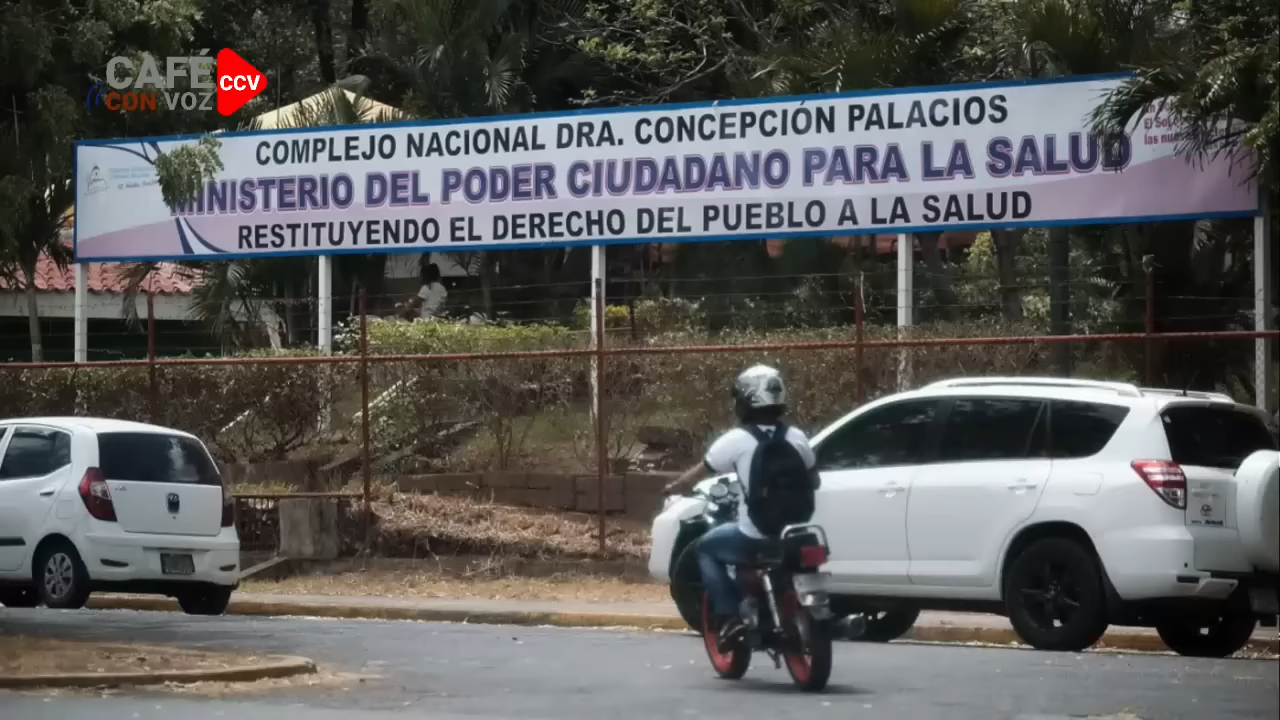 CAFÉ
CON VOZ
CCV
COMPLEJO NACIONAL DRA. CONCEPCIÓN PALACIOS
MINISTERIO DEL PODER CIUDADANO PARA LA SALUD
RESTITUYENDO EL DERECHO DEL PUEBLO A LA SALUD